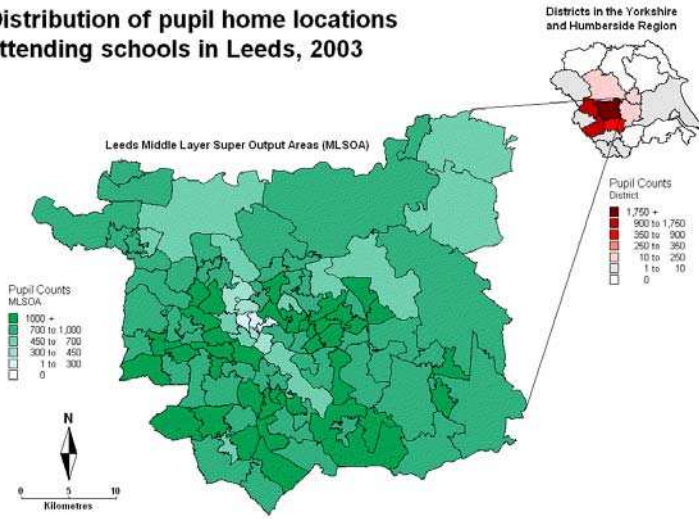 Distribution of pupil home locations
attending schools in Leeds, 2003
Districts in the Yorkshire
and Humberside Region
Leeds Middle Layer Super Output Areas (MLSOA)
Pupil Counts
District
1,750 +
900 to 1,750
350 to 900
250 to 350
10 to 250
1 to 10
0
Pupil Counts
MLSOA
1000 +
700 to 1,000
450 to 700
300 to 450
1 to 300
0
N
0 5 10
Kilometres